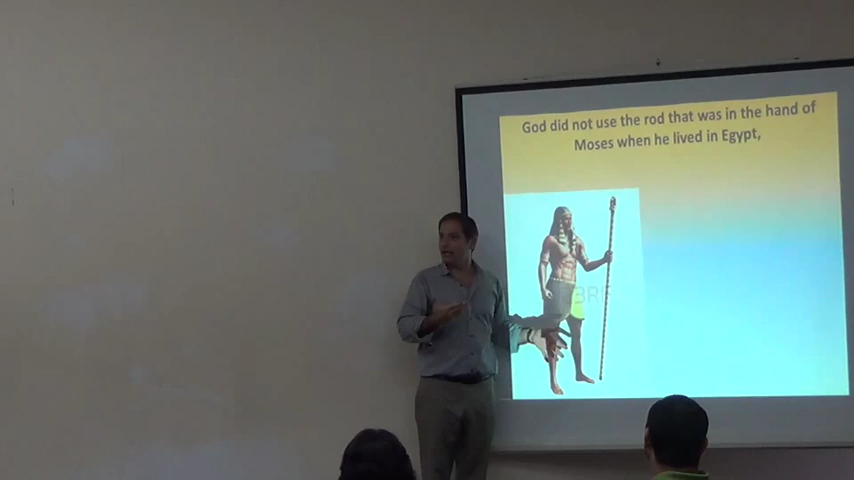 God did not use the rod that was in the hand of
Moses when he lived in Egypt,